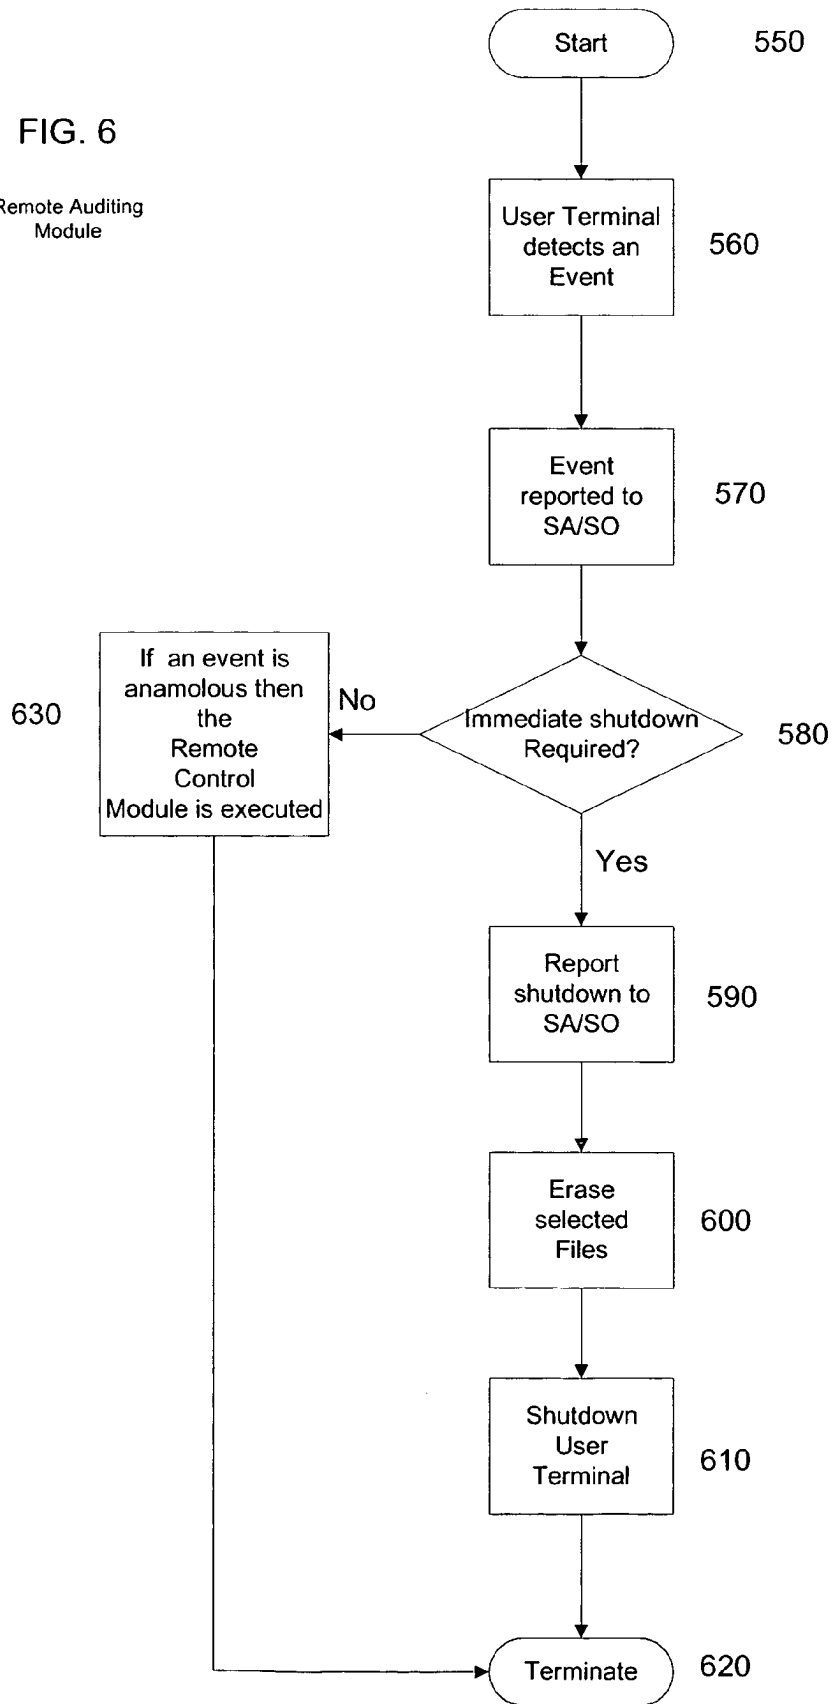 Start
550
FIG. 6
Remote Auditing
Module
User Terminal
detects an
Event
560
Event
reported to
SA/SO
570
If an event is
anamolous then
the
Remote
Control
Module is executed
630
No
Immediate shutdown
Required?
580
Yes
Report
shutdown to
SA/SO
590
Erase
selected
Files
600
Shutdown
User
Terminal
610
Terminate
620